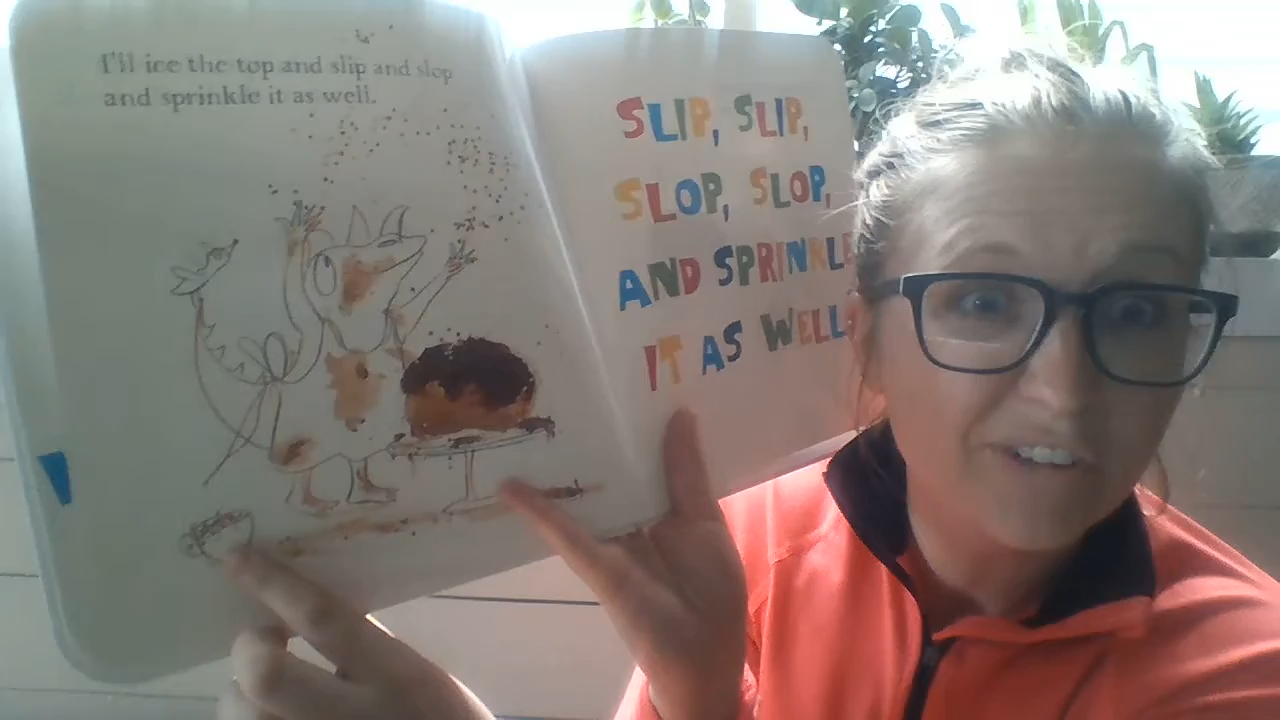 I'll ice the top and slip and slop
and sprinkle it as well.
SLIP, SLIP,
SLOP, SLOP,
AND SPRINKLE
IT AS WELL